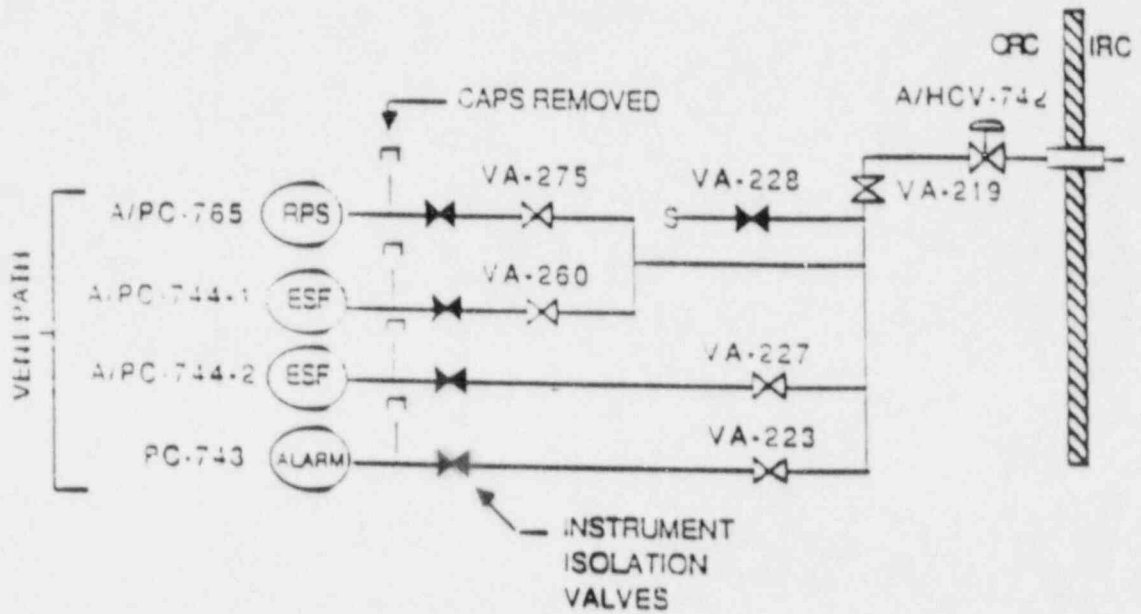 ORC IRC
A/HCV-742
CAPS REMOVED
VA-275
VA-228
VA-219
A/PC-765
RPS
VENT PATH
VA-260
A/PC-744-1
ESF
VA-227
A/PC-744-2
ESF
VA-223
PC-743
ALARM
INSTRUMENT
ISOLATION
VALVES
S